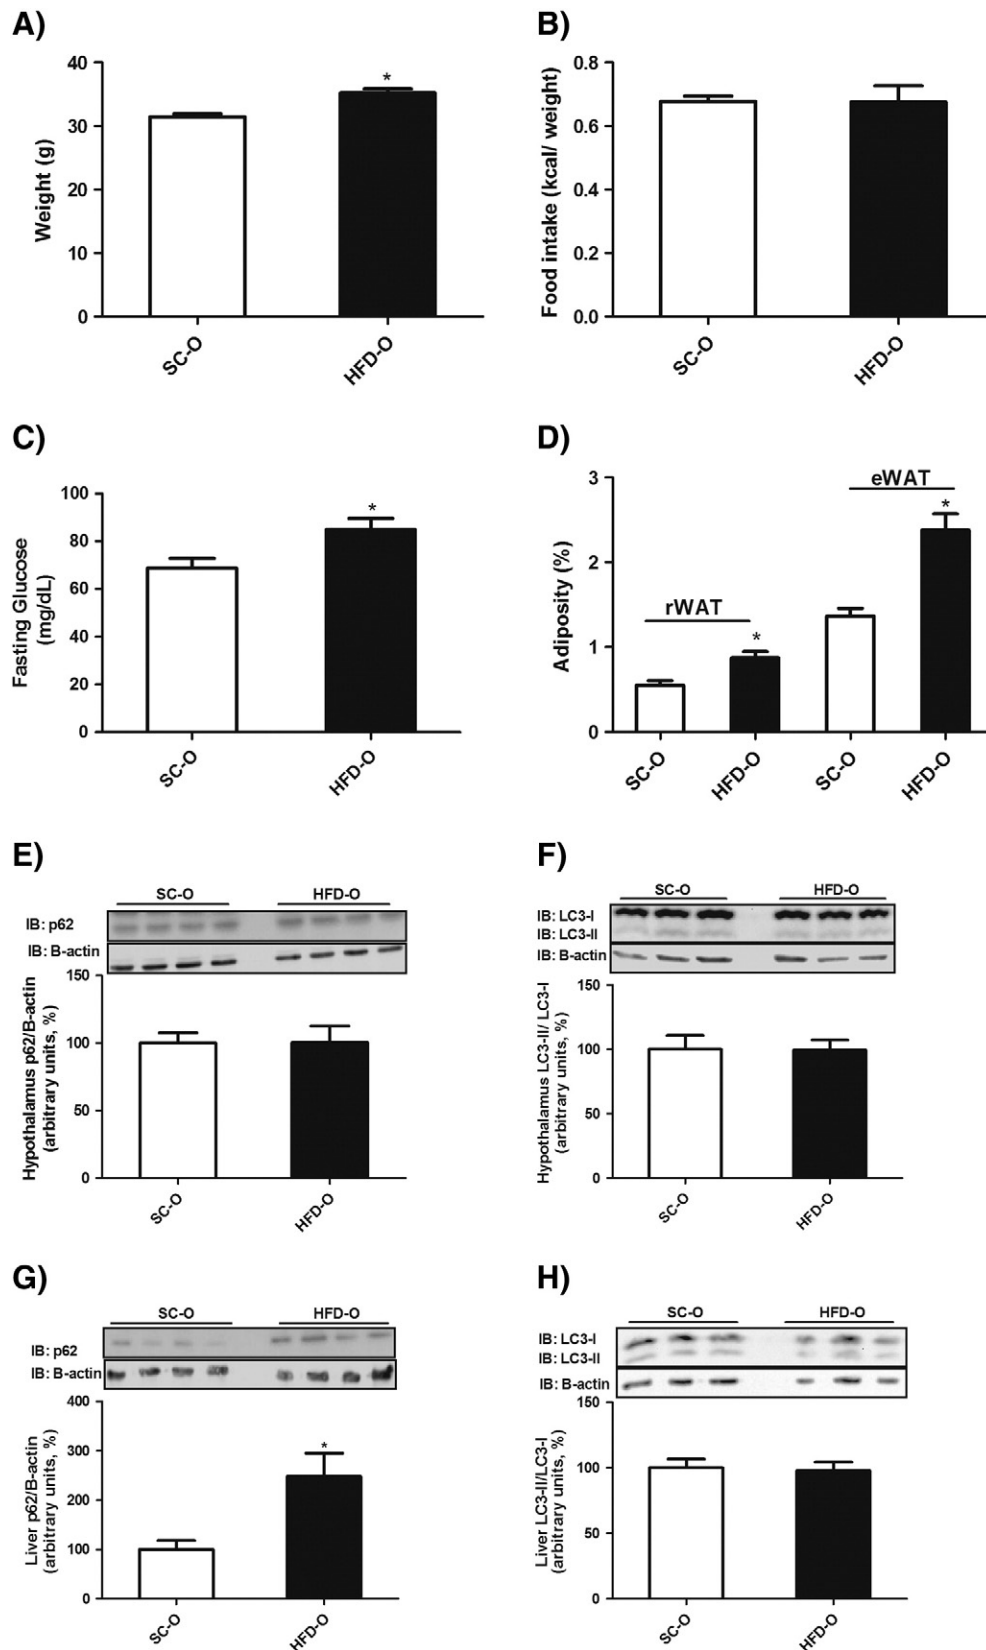 A)
Weight (g)
40
30
20
10
0
SC-O
HFD-O
*
B)
Food intake (kcal/ weight)
0.8
0.6
0.4
0.2
0.0
SC-O
HFD-O
C)
Fasting Glucose
(mg/dL)
100
80
60
40
20
0
SC-O
HFD-O
*
D)
Adiposity (%)
3
2
1
0
rWAT
*
eWAT
*
SC-O
HFD-O
SC-O
HFD-O
E)
SC-O
HFD-O
IB: p62
IB: B-actin
Hypothalamus p62/B-actin
(arbitrary units, %)
150
100
50
0
SC-O
HFD-O
F)
SC-O
HFD-O
IB: LC3-I
IB: LC3-II
IB: B-actin
Hypothalamus LC3-II/ LC3-I
(arbitrary units, %)
150
100
50
0
SC-O
HFD-O
G)
SC-O
HFD-O
IB: p62
IB: B-actin
Liver p62/B-actin
(arbitrary units, %)
400
300
200
100
0
*
SC-O
HFD-O
H)
SC-O
HFD-O
IB: LC3-I
IB: LC3-II
IB: B-actin
Liver LC3-II/LC3-I
(arbitrary units, %)
150
100
50
0
SC-O
HFD-O